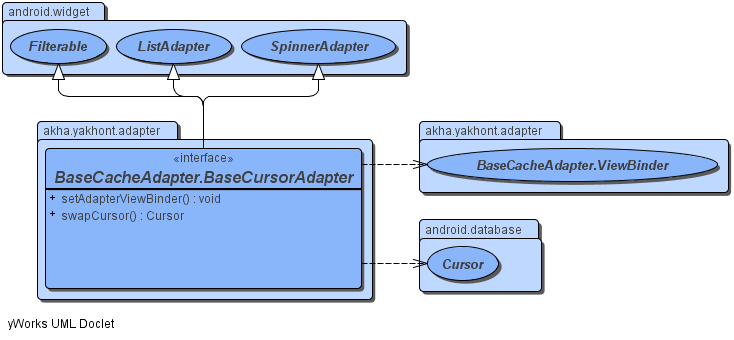 android.widget
Filterable
ListAdapter
SpinnerAdapter
akha.yakhont.adapter
«interface»
BaseCacheAdapter.BaseCursorAdapter
+ setAdapterViewBinder() : void
+ swapCursor() : Cursor
akha.yakhont.adapter
BaseCacheAdapter.ViewBinder
android.database
Cursor
yWorks UML Doclet